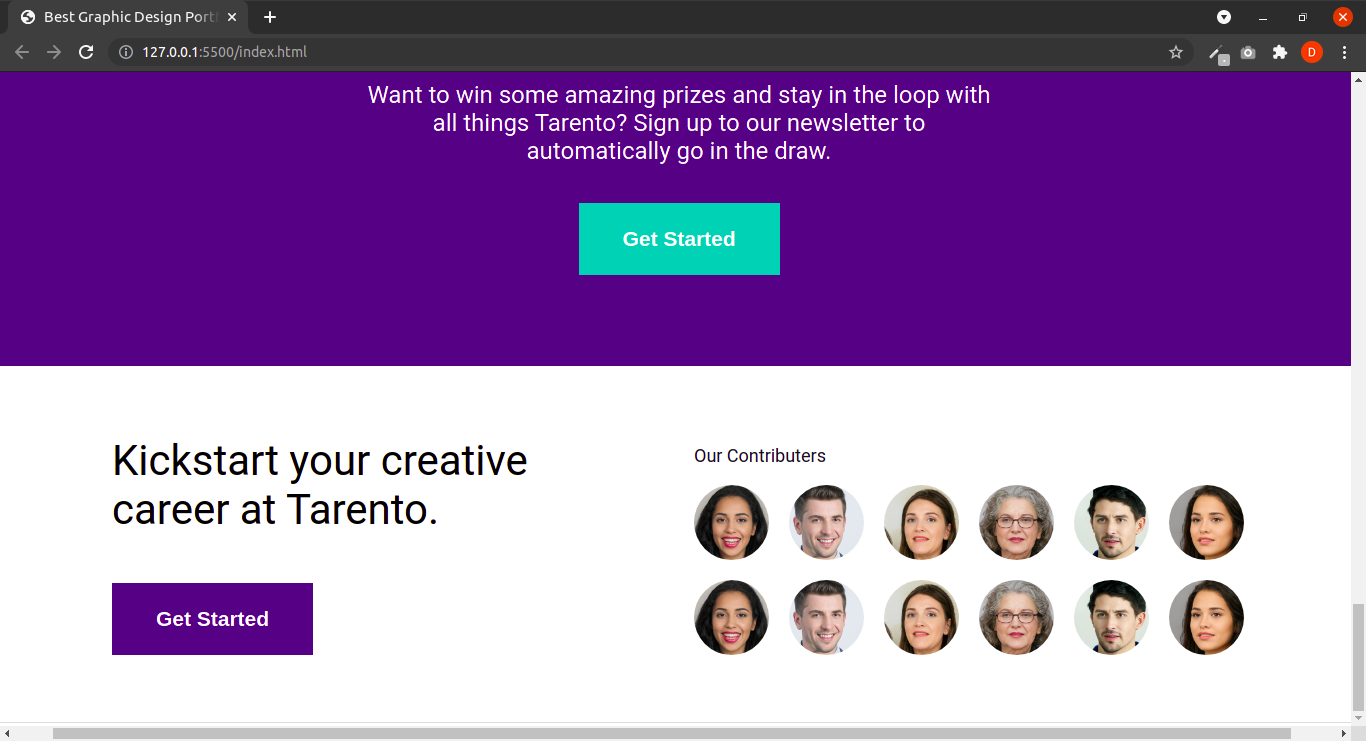 Best Graphic Design Portf
127.0.0.1:5500/index.html
D
Want to win some amazing prizes and stay in the loop with
all things Tarento? Sign up to our newsletter to
automatically go in the draw.
Get Started
Kickstart your creative
career at Tarento.
Get Started
Our Contributers